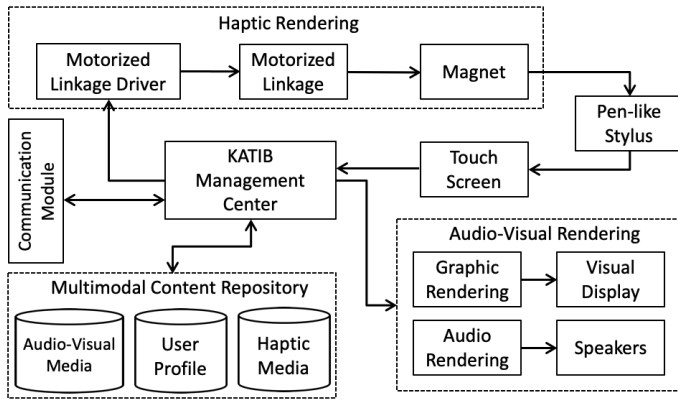 Haptic Rendering
Motorized
Linkage Driver
Motorized
Linkage
Magnet
Pen-like
Stylus
Communication
Module
KATIB
Management
Center
Touch
Screen
Audio-Visual Rendering
Graphic
Rendering
Visual
Display
Audio
Rendering
Speakers
Multimodal Content Repository
Audio-Visual
Media
User
Profile
Haptic
Media